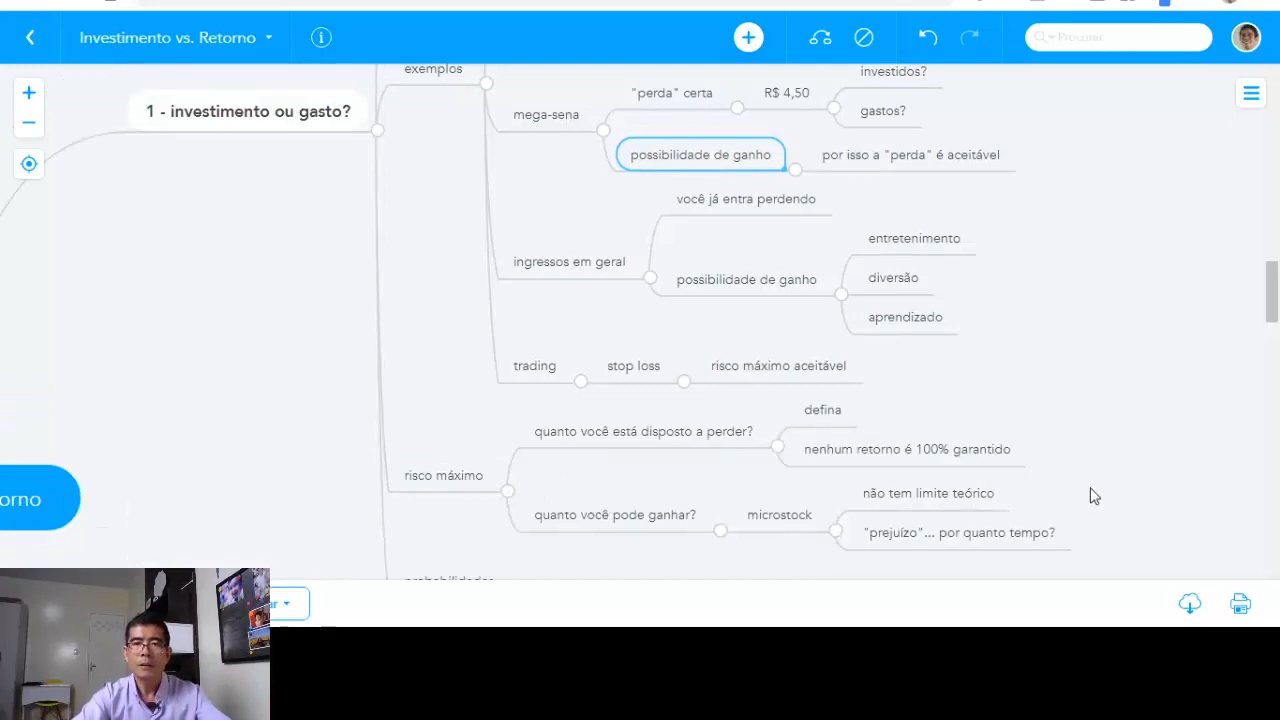 Investimento vs. Retorno
Procurar
exemplos
1 - investimento ou gasto?
mega-sena
"perda" certa
R$ 4,50
investidos?
gastos?
possibilidade de ganho
por isso a "perda" é aceitável
ingressos em geral
você já entra perdendo
possibilidade de ganho
entretenimento
diversão
aprendizado
trading
stop loss
risco máximo aceitável
risco máximo
quanto você está disposto a perder?
defina
nenhum retorno é 100% garantido
quanto você pode ganhar?
microstock
não tem limite teórico
"prejuízo"... por quanto tempo?
orno
probabilidades
ar